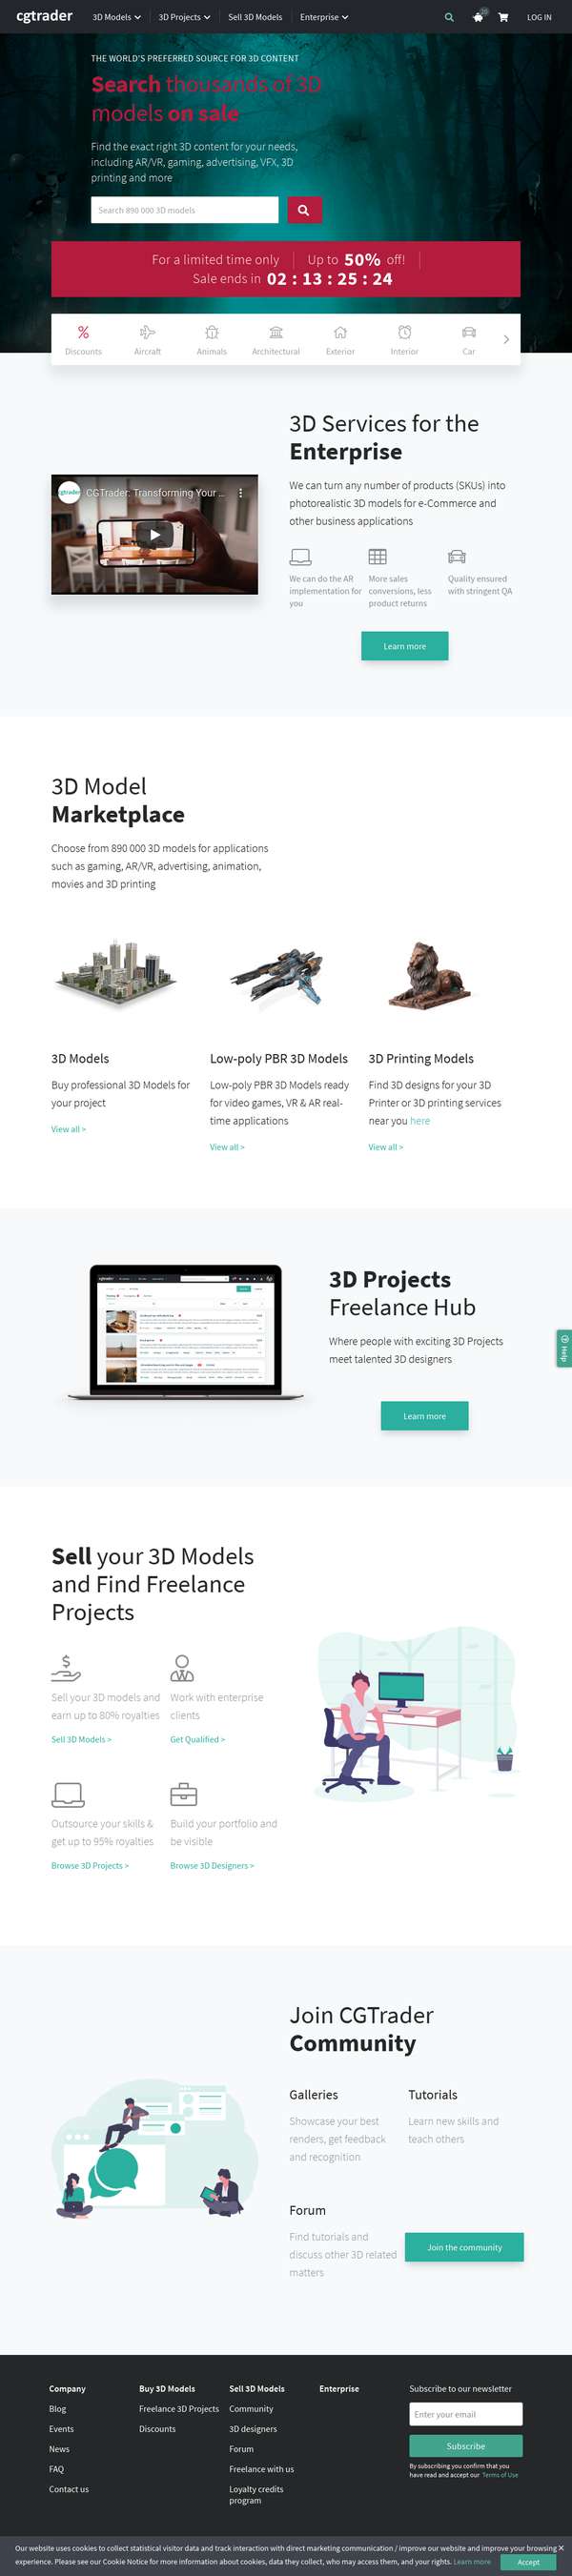 cgtrader
3D Models
3D Projects
Sell 3D Models
Enterprise
20
LOG IN
THE WORLD'S PREFERRED SOURCE FOR 3D CONTENT
Search thousands of 3D
models on sale
Find the exact right 3D content for your needs,
including AR/VR, gaming, advertising, VFX, 3D
printing and more
Search 890 000 3D models
For a limited time only
Up to 50% off!
Sale ends in 02 : 13 : 25 : 24
Discounts
Aircraft
Animals
Architectural
Exterior
Interior
Car
3D Services for the
Enterprise
CGTrader: Transforming Your ...
We can turn any number of products (SKUs) into
photorealistic 3D models for e-Commerce and
other business applications
We can do the AR
implementation for
you
More sales
conversions, less
product returns
Quality ensured
with stringent QA
Learn more
3D Model
Marketplace
Choose from 890 000 3D models for applications
such as gaming, AR/VR, advertising, animation,
movies and 3D printing
3D Models
Buy professional 3D Models for
your project
View all >
Low-poly PBR 3D Models
Low-poly PBR 3D Models ready
for video games, VR & AR real-
time applications
View all >
3D Printing Models
Find 3D designs for your 3D
Printer or 3D printing services
near you here
View all >
3D Projects
Freelance Hub
Where people with exciting 3D Projects
meet talented 3D designers
Learn more
Help
Sell your 3D Models
and Find Freelance
Projects
Sell your 3D models and
earn up to 80% royalties
Sell 3D Models >
Work with enterprise
clients
Get Qualified >
Outsource your skills &
get up to 95% royalties
Browse 3D Projects >
Build your portfolio and
be visible
Browse 3D Designers >
Join CGTrader
Community
Galleries
Showcase your best
renders, get feedback
and recognition
Tutorials
Learn new skills and
teach others
Forum
Find tutorials and
discuss other 3D related
matters
Join the community
Company
Blog
Events
News
FAQ
Contact us
Buy 3D Models
Freelance 3D Projects
Discounts
Sell 3D Models
Community
3D designers
Forum
Freelance with us
Loyalty credits
program
Enterprise
Subscribe to our newsletter
Enter your email
Subscribe
By subscribing you confirm that you
have read and accept our Terms of Use
Our website uses cookies to collect statistical visitor data and track interaction with direct marketing communication / improve our website and improve your browsing
experience. Please see our Cookie Notice for more information about cookies, data they collect, who may access them, and your rights. Learn more
Accept